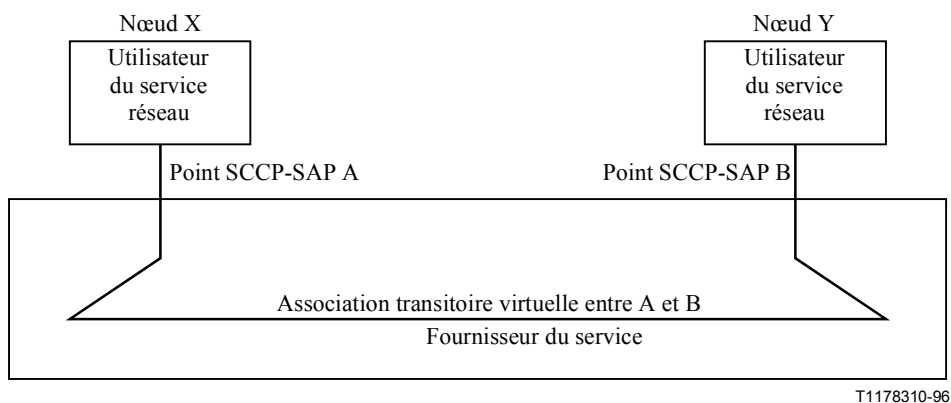 Nœud X
Nœud Y
Utilisateur
du service
réseau
Utilisateur
du service
réseau
Point SCCP-SAP A
Point SCCP-SAP B
Association transitoire virtuelle entre A et B
Fournisseur du service
T1178310-96